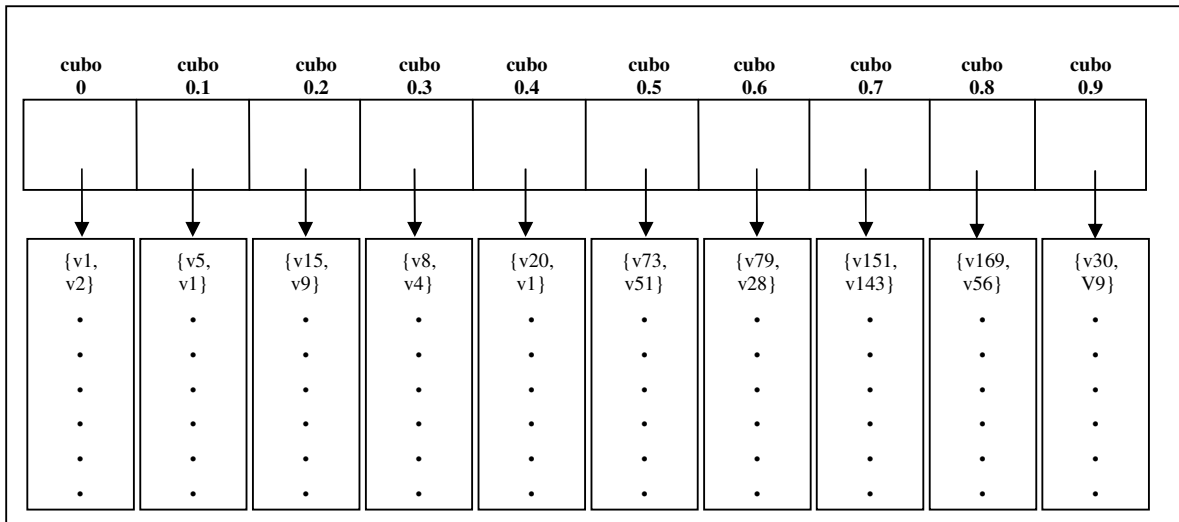 cubo cubo cubo cubo cubo cubo cubo cubo cubo cubo
0 0.1 0.2 0.3 0.4 0.5 0.6 0.7 0.8 0.9
{v1, {v5, {v15, {v8, {v20, {v73, {v79, {v151, {v169, {v30,
v2} v1} v9} v4} v1} v51} v28} v143} v56} V9}